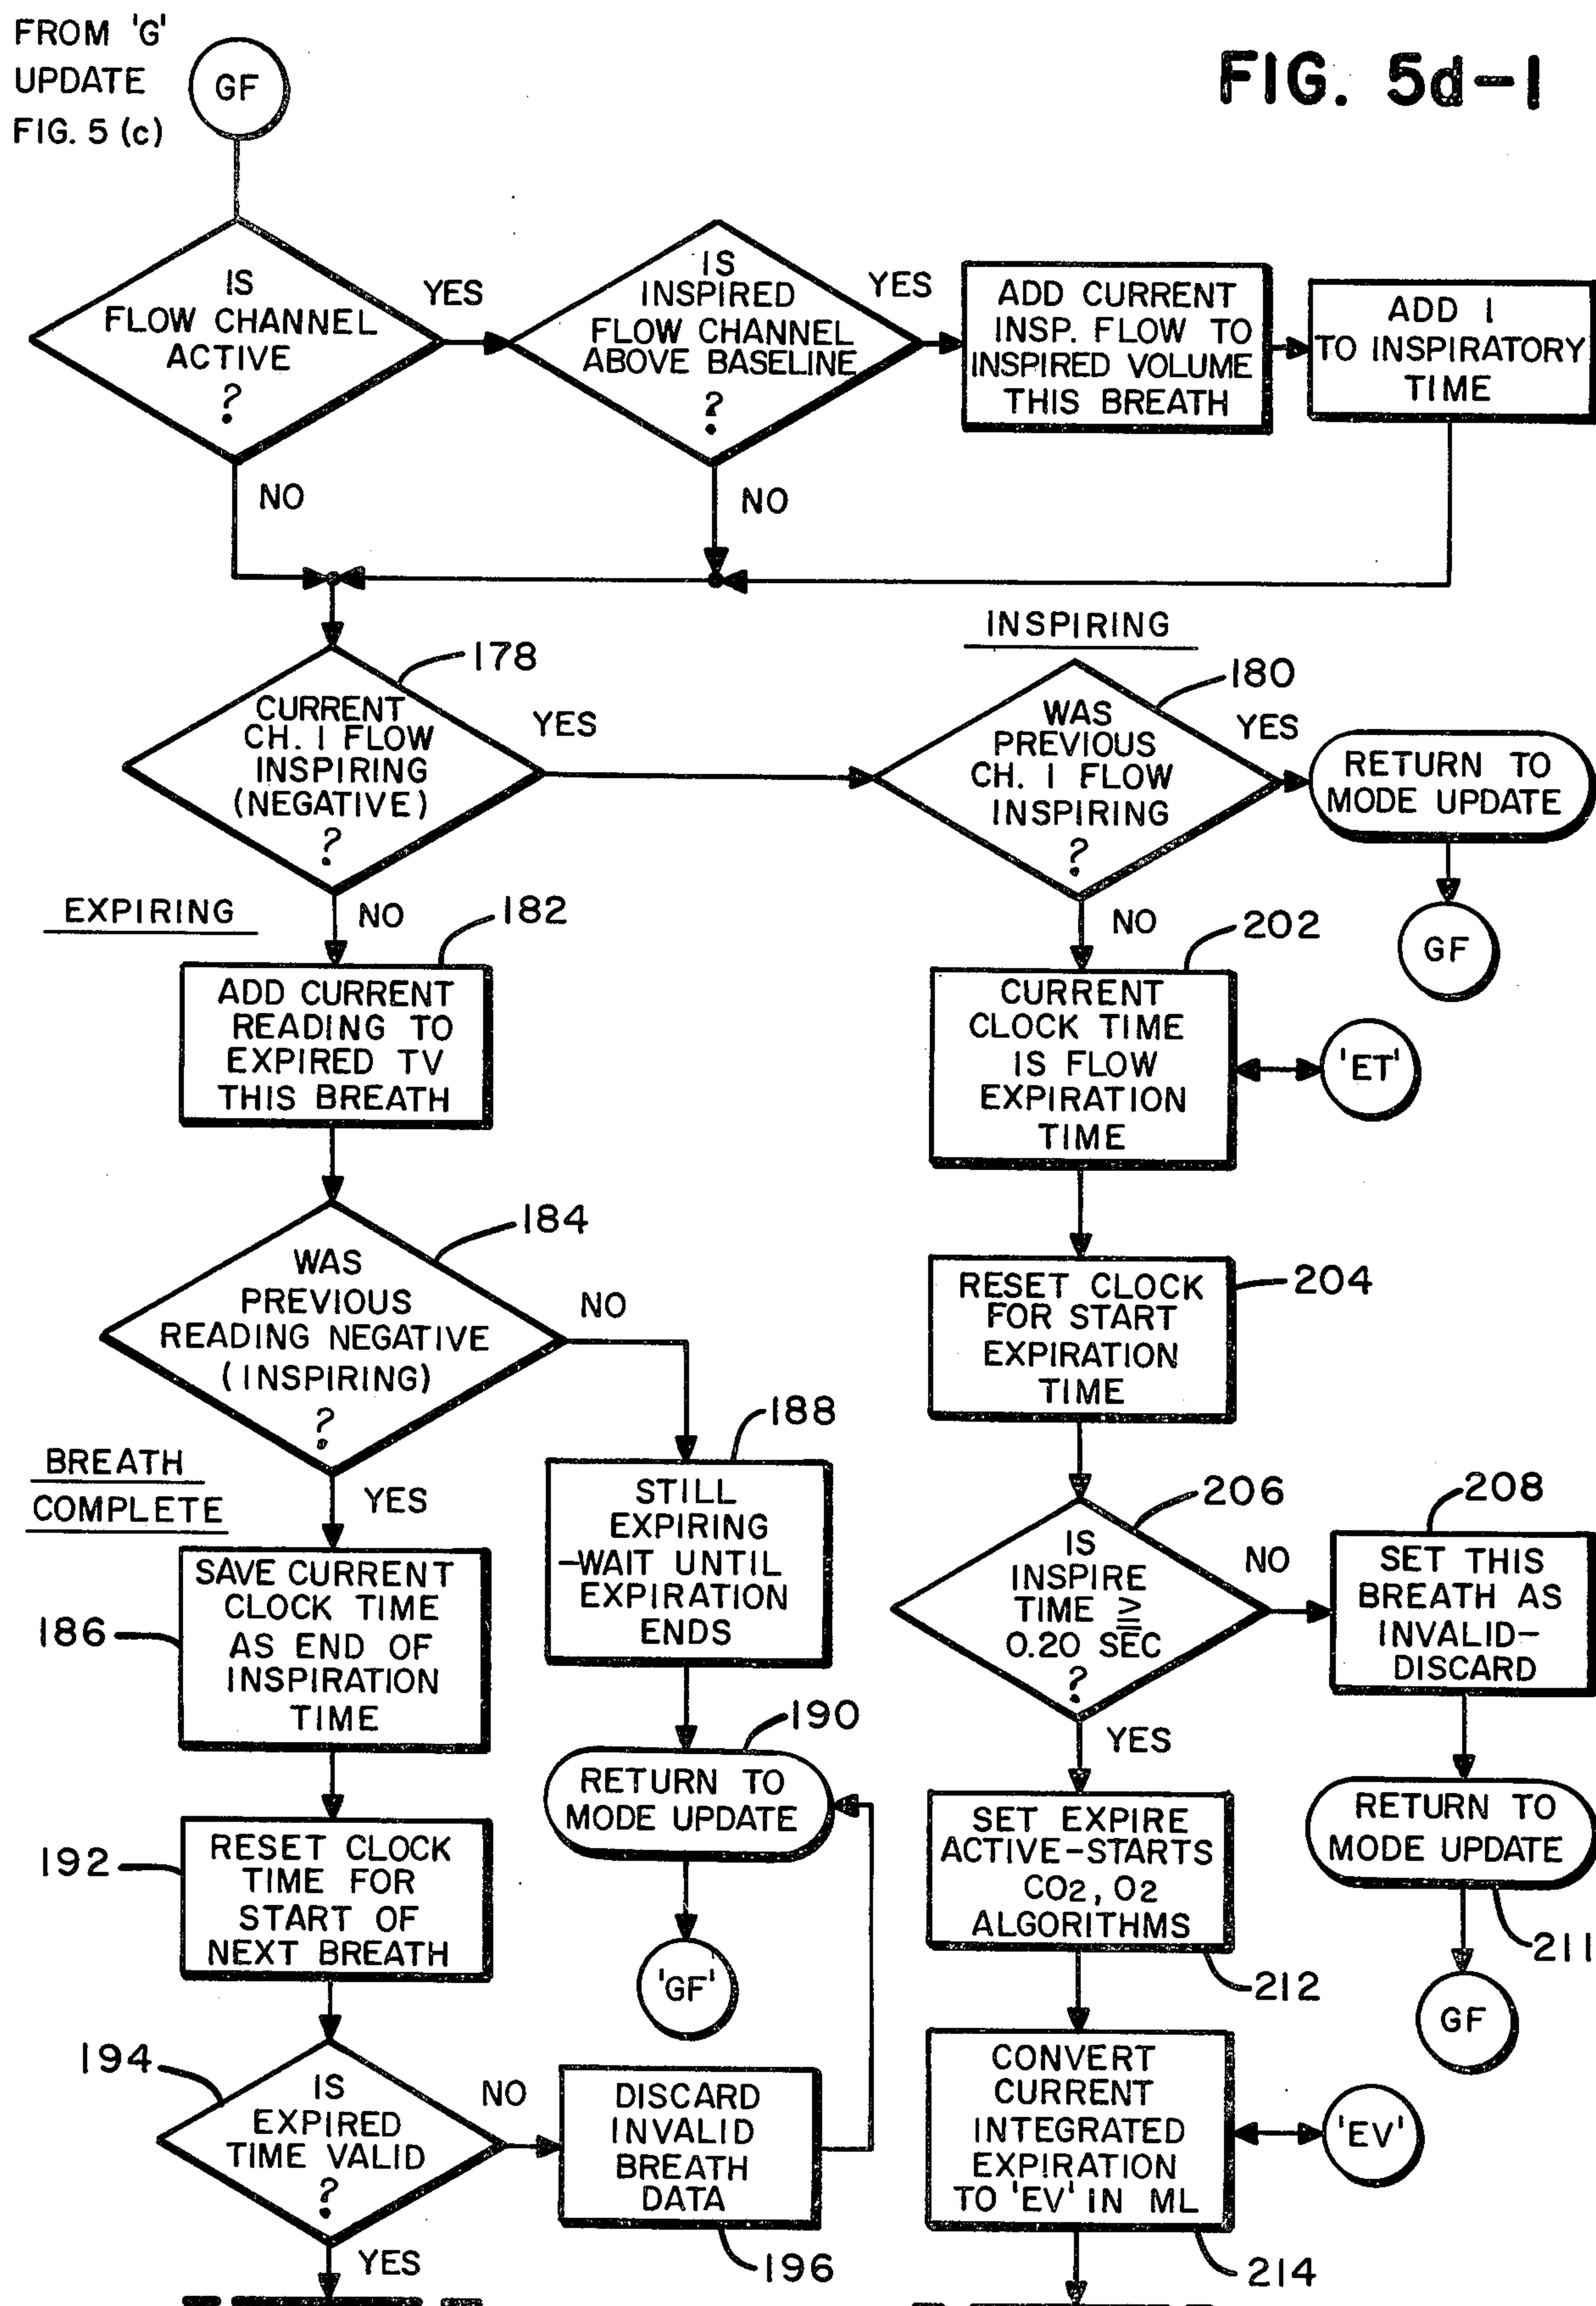 FROM 'G'
UPDATE
FIG. 5 (c)
GF
FIG. 5d-1
IS
FLOW CHANNEL
ACTIVE
?
YES
NO
IS
INSPIRED
FLOW CHANNEL
ABOVE BASELINE
?
YES
NO
ADD CURRENT
INSP. FLOW TO
INSPIRED VOLUME
THIS BREATH
ADD 1
TO INSPIRATORY
TIME
178
CURRENT
CH. 1 FLOW
INSPIRING
(NEGATIVE)
?
YES
NO
INSPIRING
180
WAS
PREVIOUS
CH. 1 FLOW
INSPIRING
?
YES
NO
RETURN TO
MODE UPDATE
GF
EXPIRING
182
ADD CURRENT
READING TO
EXPIRED TV
THIS BREATH
202
CURRENT
CLOCK TIME
IS FLOW
EXPIRATION
TIME
'ET'
184
WAS
PREVIOUS
READING NEGATIVE
(INSPIRING)
?
NO
YES
204
RESET CLOCK
FOR START
EXPIRATION
TIME
BREATH
COMPLETE
188
STILL
EXPIRING
-WAIT UNTIL
EXPIRATION
ENDS
186
SAVE CURRENT
CLOCK TIME
AS END OF
INSPIRATION
TIME
206
IS
INSPIRE
TIME ≥
0.20 SEC
?
NO
YES
208
SET THIS
BREATH AS
INVALID-
DISCARD
190
RETURN TO
MODE UPDATE
'GF'
192
RESET CLOCK
TIME FOR
START OF
NEXT BREATH
SET EXPIRE
ACTIVE-STARTS
CO2, O2
ALGORITHMS
212
RETURN TO
MODE UPDATE
211
GF
194
IS
EXPIRED
TIME VALID
?
NO
YES
DISCARD
INVALID
BREATH
DATA
196
CONVERT
CURRENT
INTEGRATED
EXPIRATION
TO 'EV' IN ML
'EV'
214